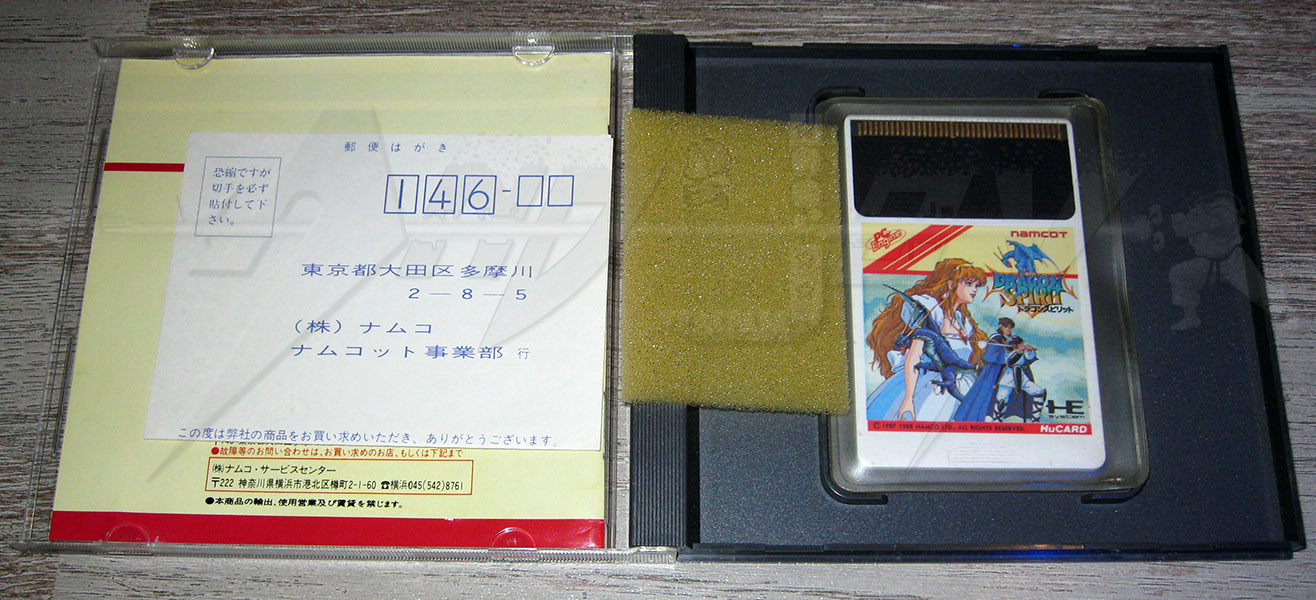 郵便はがき
恐縮ですが
切手を必ず
貼付して下
さい。
146-
東京都大田区多摩川
2-8-5
(株) ナムコ
ナムコット事業部 行
この度は弊社の商品をお買い求めいただき、ありがとうございます。
●故障等のお問い合わせは、お買い求めのお店、もしくは下記まで
(株)ナムコ・サービスセンター
〒222 神奈川県横浜市港北区樽町2-1-60 ☎横浜045(542)8761
●本商品の輸出、使用営業及び賃貸を禁じます。
PC Engine
namcot
DRAGON
SPIRIT
ドラゴンスピリット
HE
system
© 1987 1988 NAMCO LTD., ALL RIGHTS RESERVED.
HuCARD